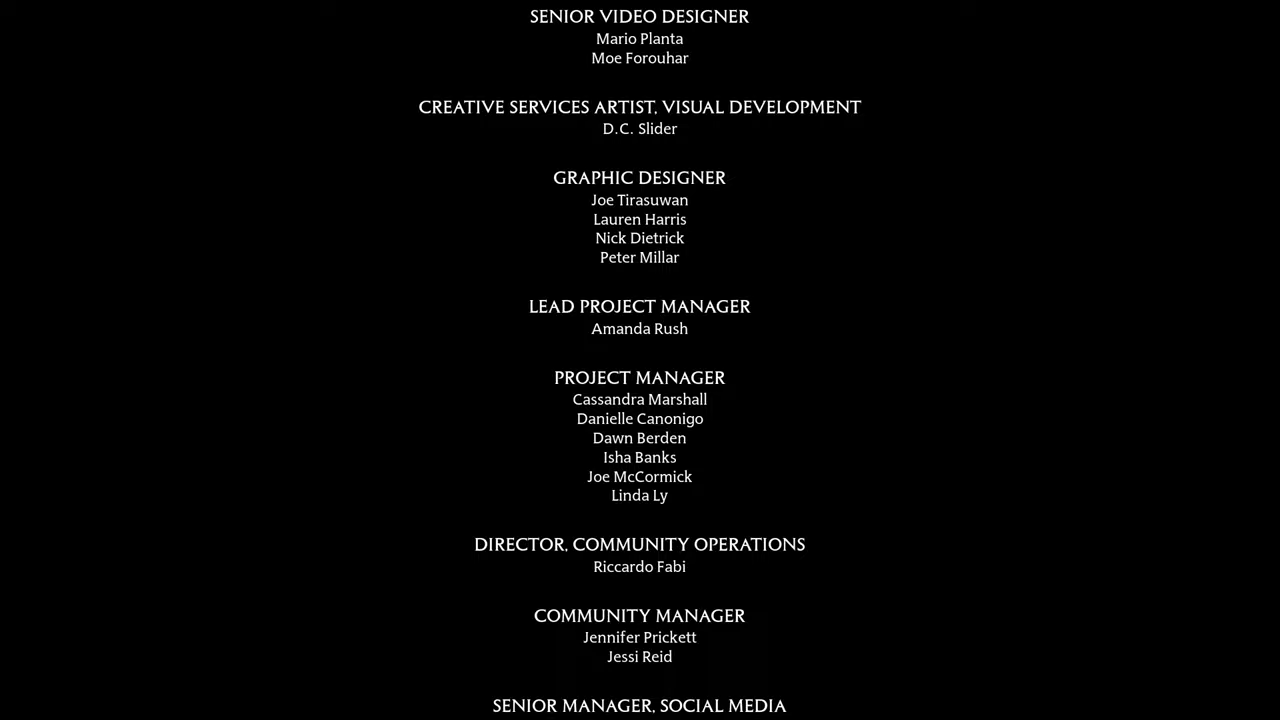 SENIOR VIDEO DESIGNER
Mario Planta
Moe Forouhar
CREATIVE SERVICES ARTIST, VISUAL DEVELOPMENT
D.C. Slider
GRAPHIC DESIGNER
Joe Tirasuwan
Lauren Harris
Nick Dietrick
Peter Millar
LEAD PROJECT MANAGER
Amanda Rush
PROJECT MANAGER
Cassandra Marshall
Danielle Canonigo
Dawn Berden
Isha Banks
Joe McCormick
Linda Ly
DIRECTOR, COMMUNITY OPERATIONS
Riccardo Fabi
COMMUNITY MANAGER
Jennifer Prickett
Jessi Reid
SENIOR MANAGER, SOCIAL MEDIA